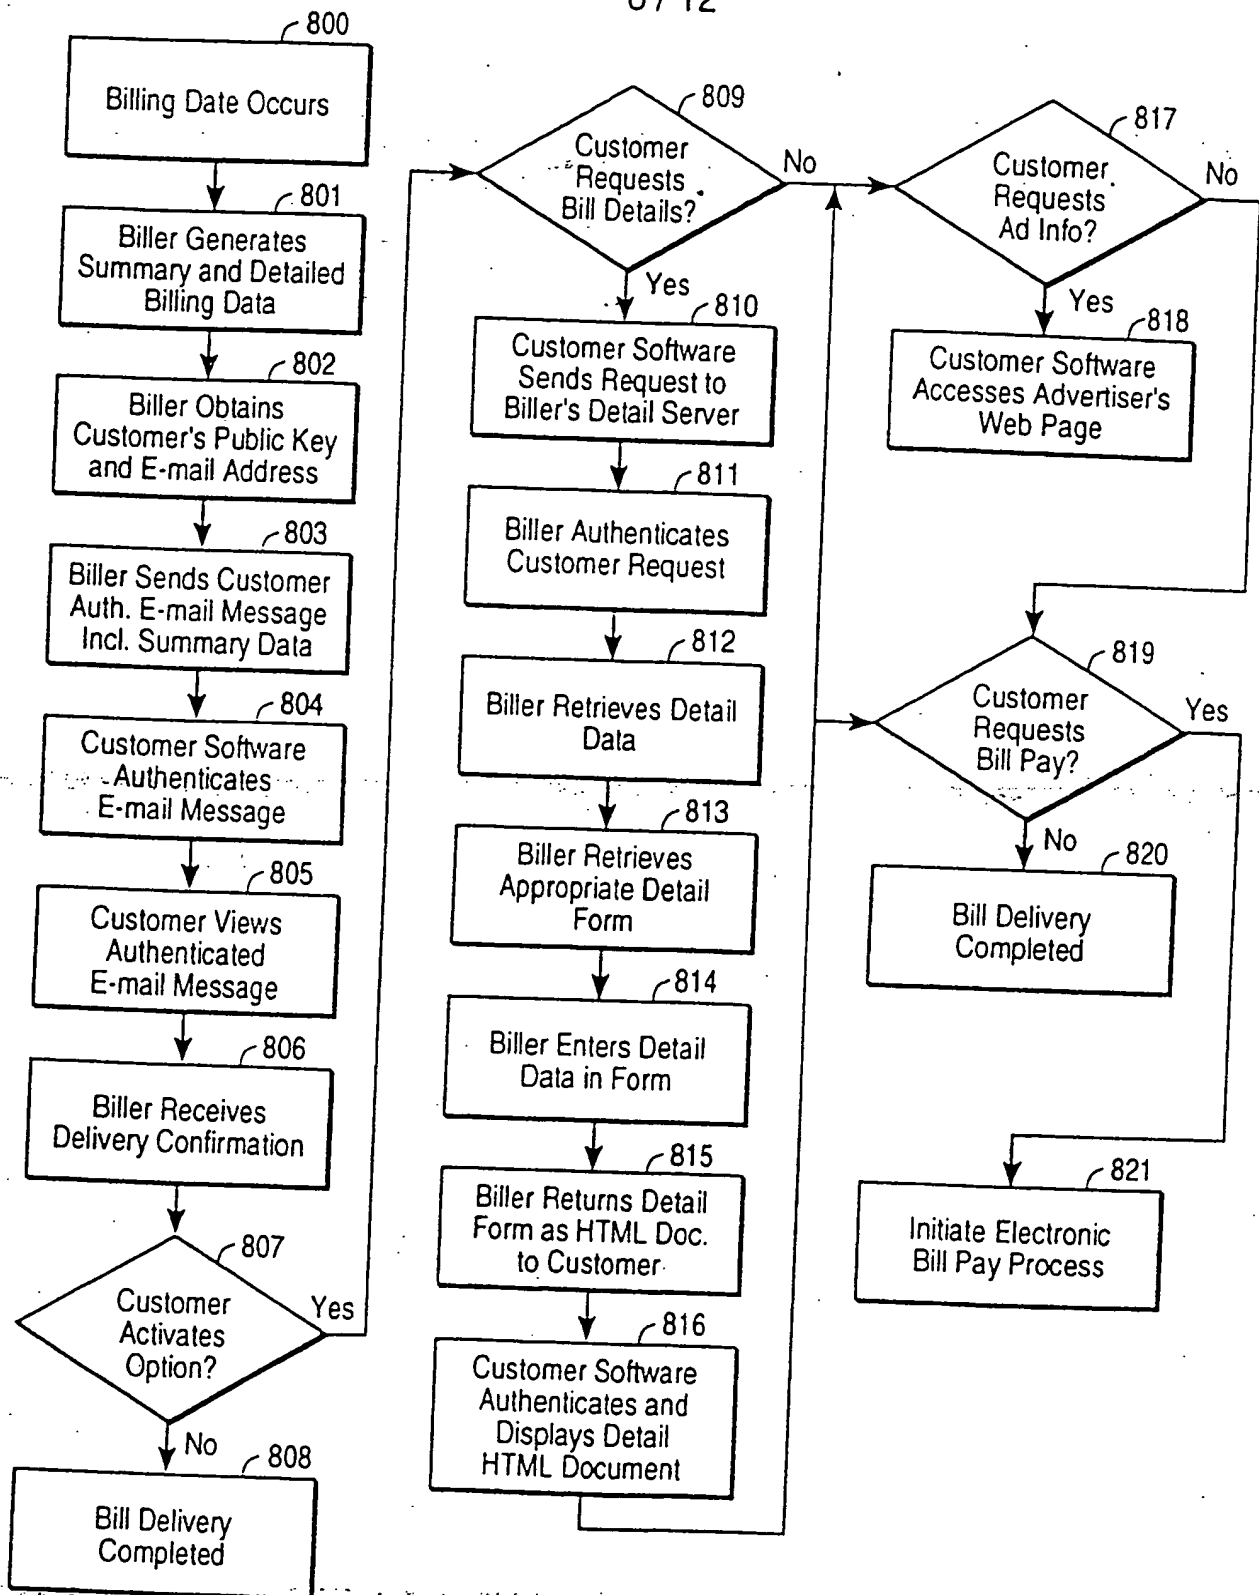 800
Billing Date Occurs
801
Biller Generates
Summary and Detailed
Billing Data
802
Biller Obtains
Customer's Public Key
and E-mail Address
803
Biller Sends Customer
Auth. E-mail Message
Incl. Summary Data
804
Customer Software
Authenticates
E-mail Message
805
Customer Views
Authenticated
E-mail Message
806
Biller Receives
Delivery Confirmation
807
Customer
Activates
Option?
Yes
No
808
Bill Delivery
Completed
809
Customer
Requests
Bill Details?
No
Yes
810
Customer Software
Sends Request to
Biller's Detail Server
811
Biller Authenticates
Customer Request
812
Biller Retrieves Detail
Data
813
Biller Retrieves
Appropriate Detail
Form
814
Biller Enters Detail
Data in Form
815
Biller Returns Detail
Form as HTML Doc.
to Customer
816
Customer Software
Authenticates and
Displays Detail
HTML Document
817
Customer
Requests
Ad Info?
No
Yes
818
Customer Software
Accesses Advertiser's
Web Page
819
Customer
Requests
Bill Pay?
Yes
No
820
Bill Delivery
Completed
821
Initiate Electronic
Bill Pay Process